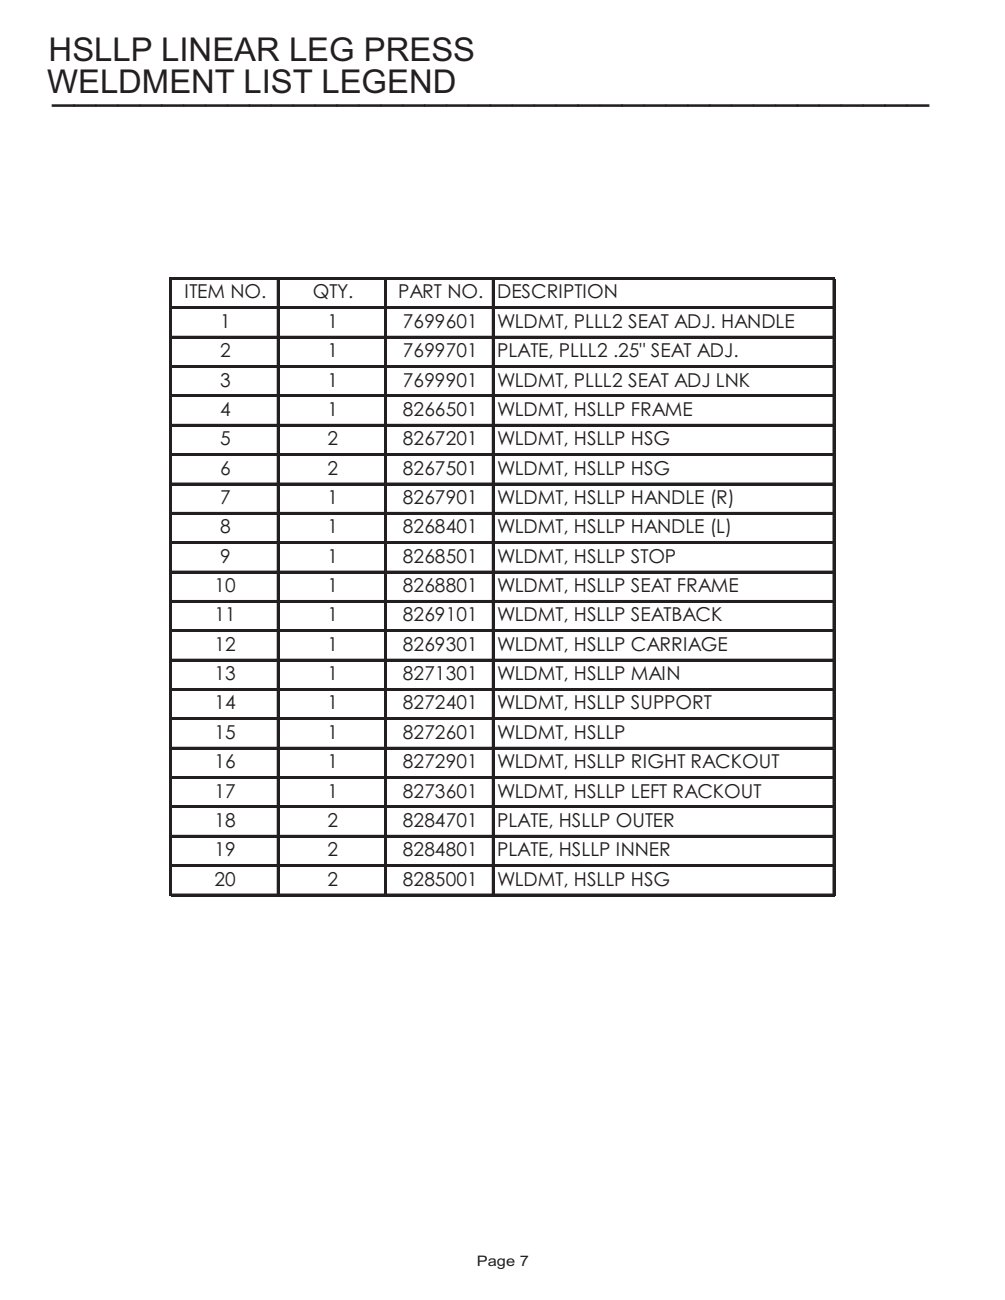 HSLLP LINEAR LEG PRESS
WELDMENT LIST LEGEND
ITEM NO. QTY. PART NO. DESCRIPTION
1 1 7699601 WLDMT, PLLL2 SEAT ADJ. HANDLE
2 1 7699701 PLATE, PLLL2 .25" SEAT ADJ.
3 1 7699901 WLDMT, PLLL2 SEAT ADJ LNK
4 1 8266501 WLDMT, HSLLP FRAME
5 2 8267201 WLDMT, HSLLP HSG
6 2 8267501 WLDMT, HSLLP HSG
7 1 8267901 WLDMT, HSLLP HANDLE (R)
8 1 8268401 WLDMT, HSLLP HANDLE (L)
9 1 8268501 WLDMT, HSLLP STOP
10 1 8268801 WLDMT, HSLLP SEAT FRAME
11 1 8269101 WLDMT, HSLLP SEATBACK
12 1 8269301 WLDMT, HSLLP CARRIAGE
13 1 8271301 WLDMT, HSLLP MAIN
14 1 8272401 WLDMT, HSLLP SUPPORT
15 1 8272601 WLDMT, HSLLP
16 1 8272901 WLDMT, HSLLP RIGHT RACKOUT
17 1 8273601 WLDMT, HSLLP LEFT RACKOUT
18 2 8284701 PLATE, HSLLP OUTER
19 2 8284801 PLATE, HSLLP INNER
20 2 8285001 WLDMT, HSLLP HSG
Page 7